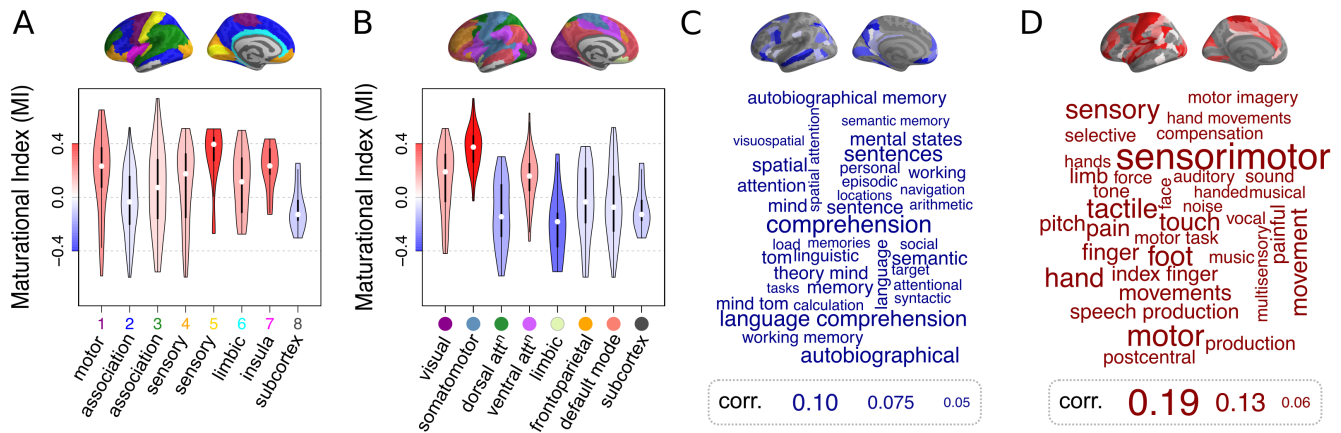 A
B
C
D
Maturational Index (MI)
0.4
0.0
−0.4
1
2
3
4
5
6
7
8
motor
association
association
sensory
sensory
limbic
insula
subcortex
Maturational Index (MI)
0.4
0.0
−0.4
visual
somatomotor
dorsal attⁿ
ventral attⁿ
limbic
frontoparietal
default mode
subcortex
autobiographical memory
semantic memory
visuospatial
spatial attention
mental states
sentences
spatial
personal
working
attention
episodic
navigation
locations
mind
sentence
arithmetic
comprehension
load
memories
language
social
tom
linguistic
semantic
theory mind
target
tasks
memory
attentional
syntactic
mind tom
calculation
language comprehension
working memory
autobiographical
corr.
0.10
0.075
0.05
motor imagery
sensory
hand movements
selective
compensation
hands
sensorimotor
limb
force
face
auditory
sound
tone
handed
musical
tactile
noise
pitch
pain
touch
vocal
painful
motor task
multisensory
movement
finger
foot
music
hand
index finger
movements
speech production
motor
production
postcentral
corr.
0.19
0.13
0.06